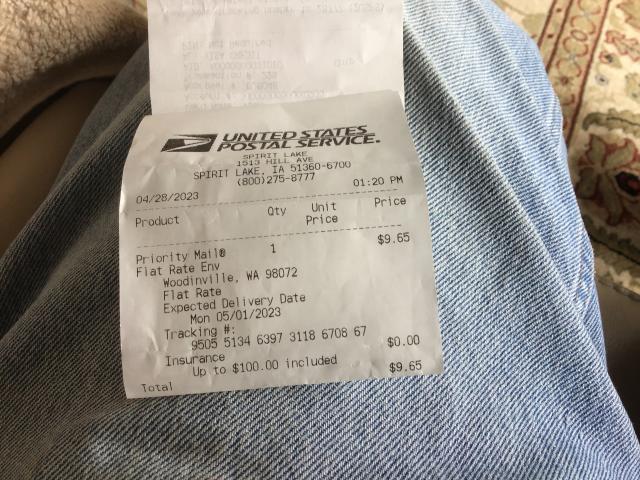 PIN: Not Required
UNITED STATES
POSTAL SERVICE.
SPIRIT LAKE
1513 HILL AVE
SPIRIT LAKE, IA 51360-6700
(800)275-8777
04/28/2023 01:20 PM
Product Qty Unit Price
Price
Priority Mail® 1 $9.65
Flat Rate Env
Woodinville, WA 98072
Flat Rate
Expected Delivery Date
Mon 05/01/2023
Tracking #:
9505 5134 6397 3118 6708 67
Insurance $0.00
Up to $100.00 included
Total $9.65